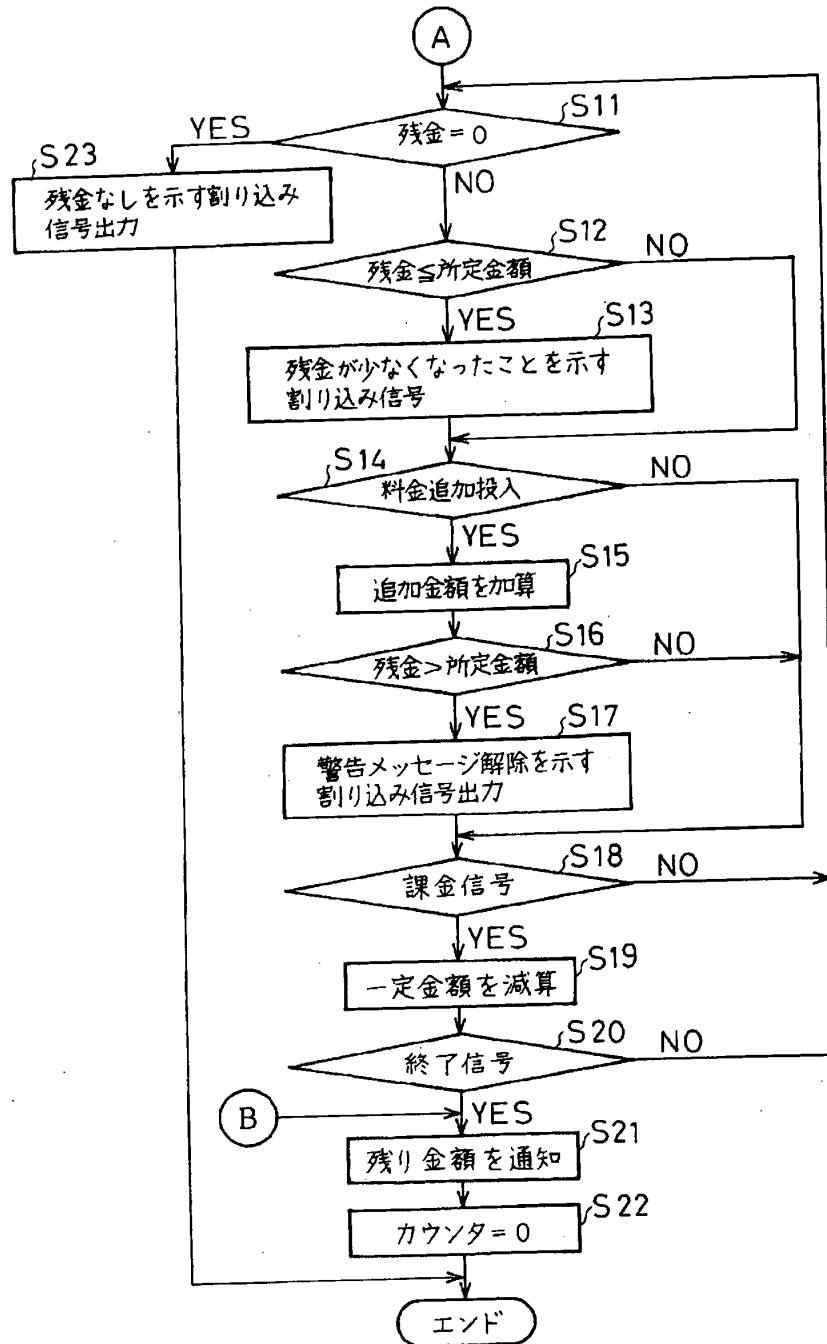 A
S11
YES
残金=0
S23
NO
残金なしを示す割り込み
信号出力
S12
NO
残金≦所定金額
YES
S13
残金が少なくなったことを示す
割り込み信号
S14
NO
料金追加投入
YES
S15
追加金額を加算
S16
NO
残金>所定金額
YES
S17
警告メッセージ解除を示す
割り込み信号出力
S18
NO
課金信号
YES
S19
一定金額を減算
S20
NO
終了信号
B
YES
S21
残り金額を通知
S22
カウンタ=0
エンド